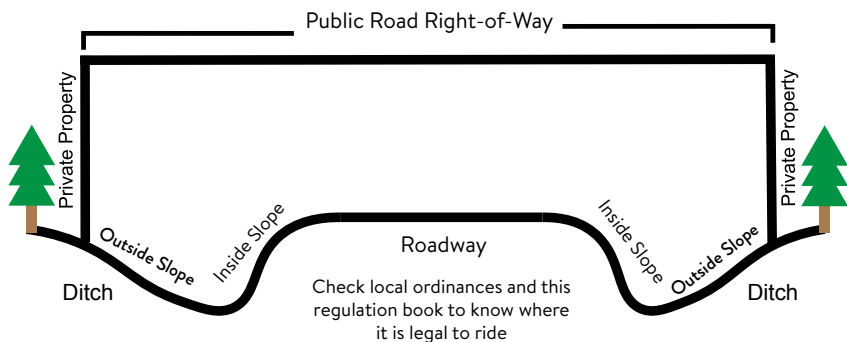 Public Road Right-of-Way
Private Property
Private Property
Outside Slope
Inside Slope
Roadway
Inside Slope
Outside Slope
Ditch
Check local ordinances and this
regulation book to know where
it is legal to ride
Ditch